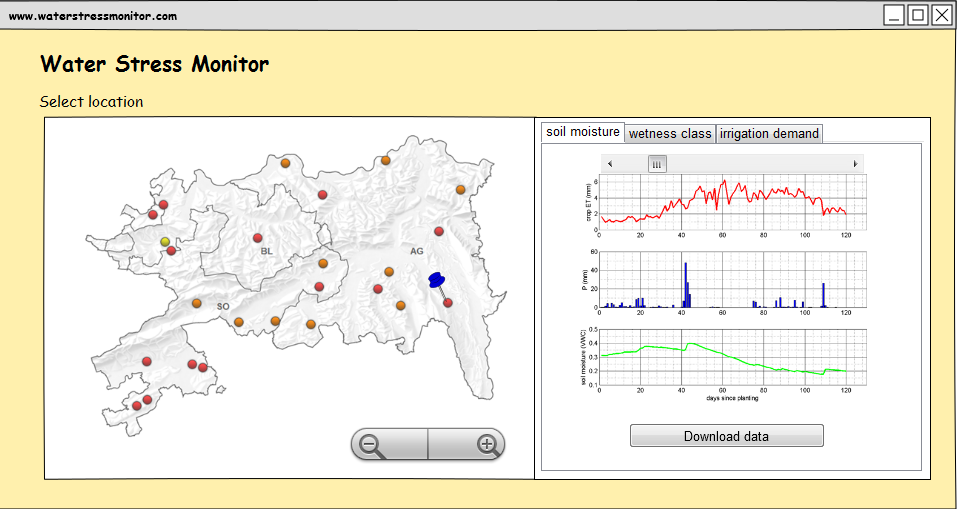 www.waterstressmonitor.com
Water Stress Monitor
Select location
soil moisture wetness class irrigation demand
BL
AG
SO
crop ET (mm)
6
4
2
0
0 20 40 60 80 100 120
P (mm)
60
40
20
0
0 20 40 60 80 100 120
soil moisture (VWC)
0.5
0.4
0.3
0.2
0.1
0 20 40 60 80 100 120
days since planting
Download data